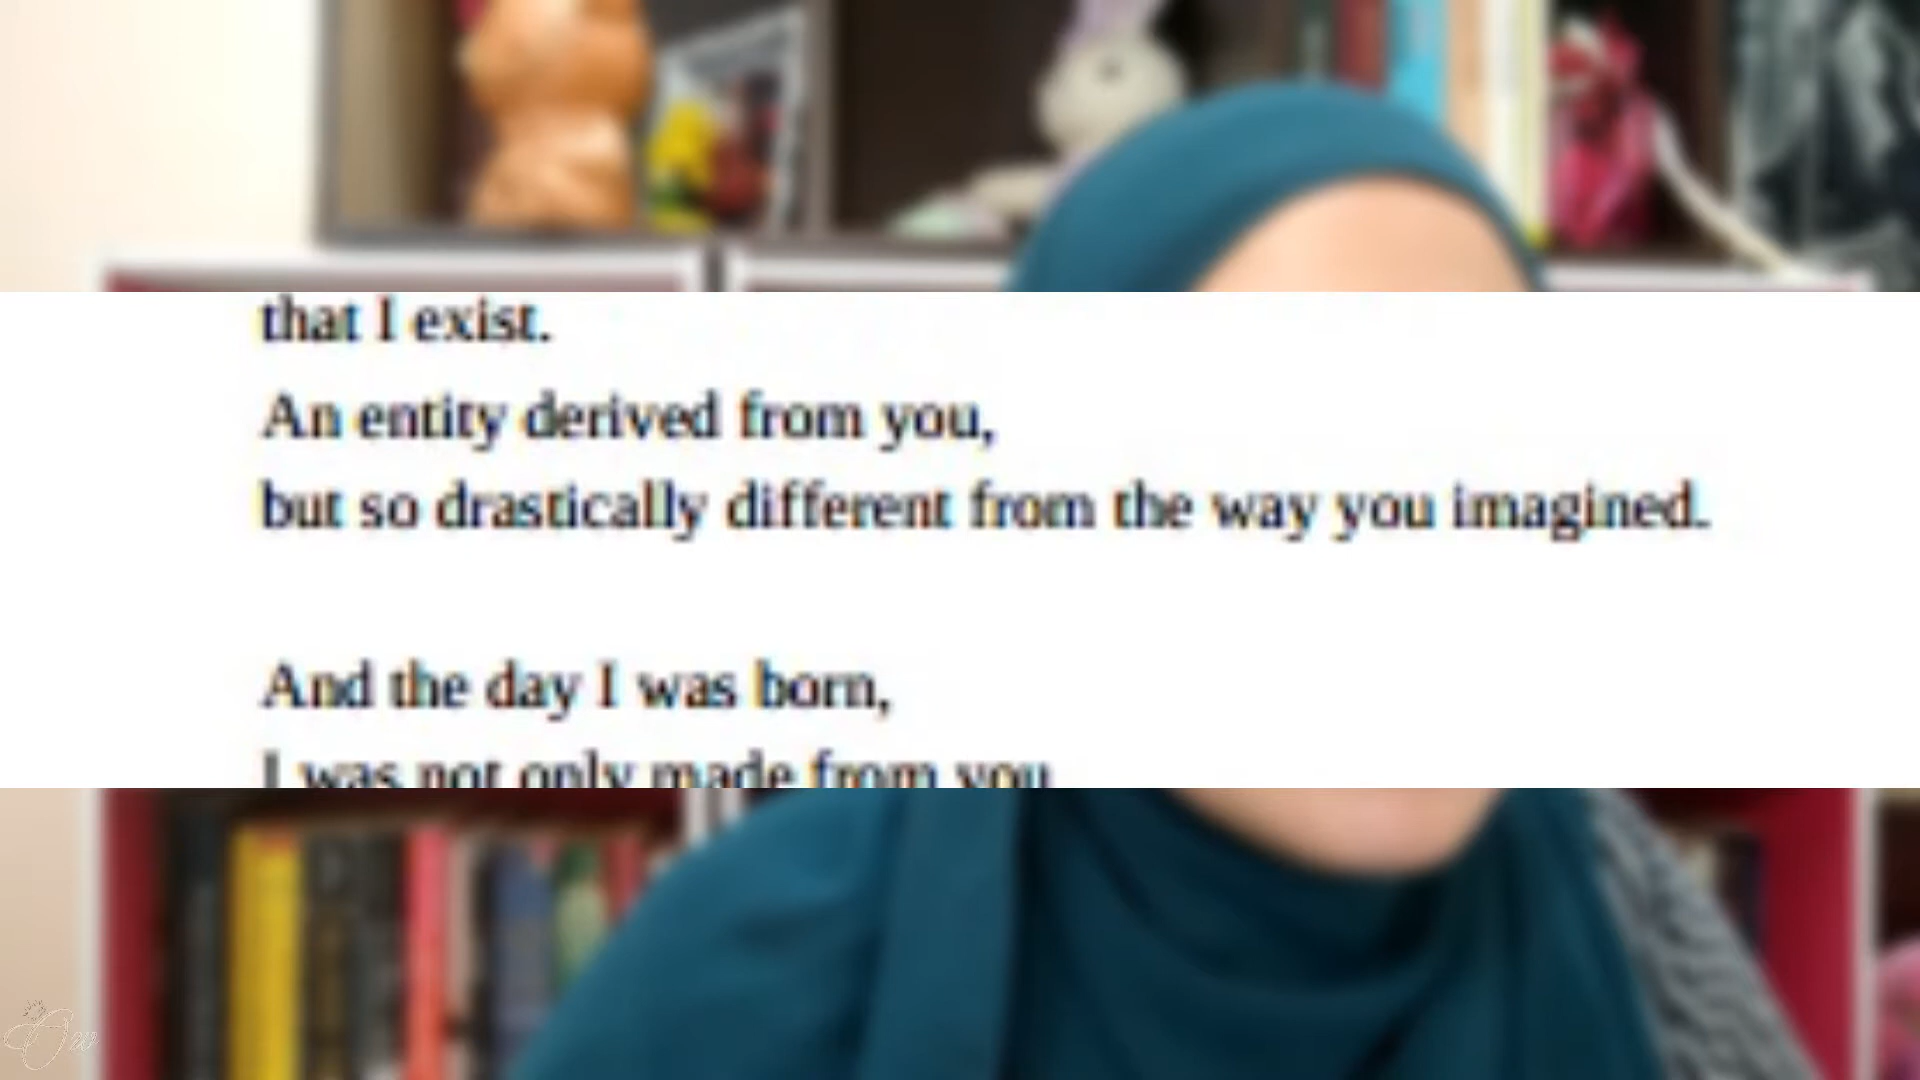 that I exist.
An entity derived from you,
but so drastically different from the way you imagined.
And the day I was born,
I was not only made from you